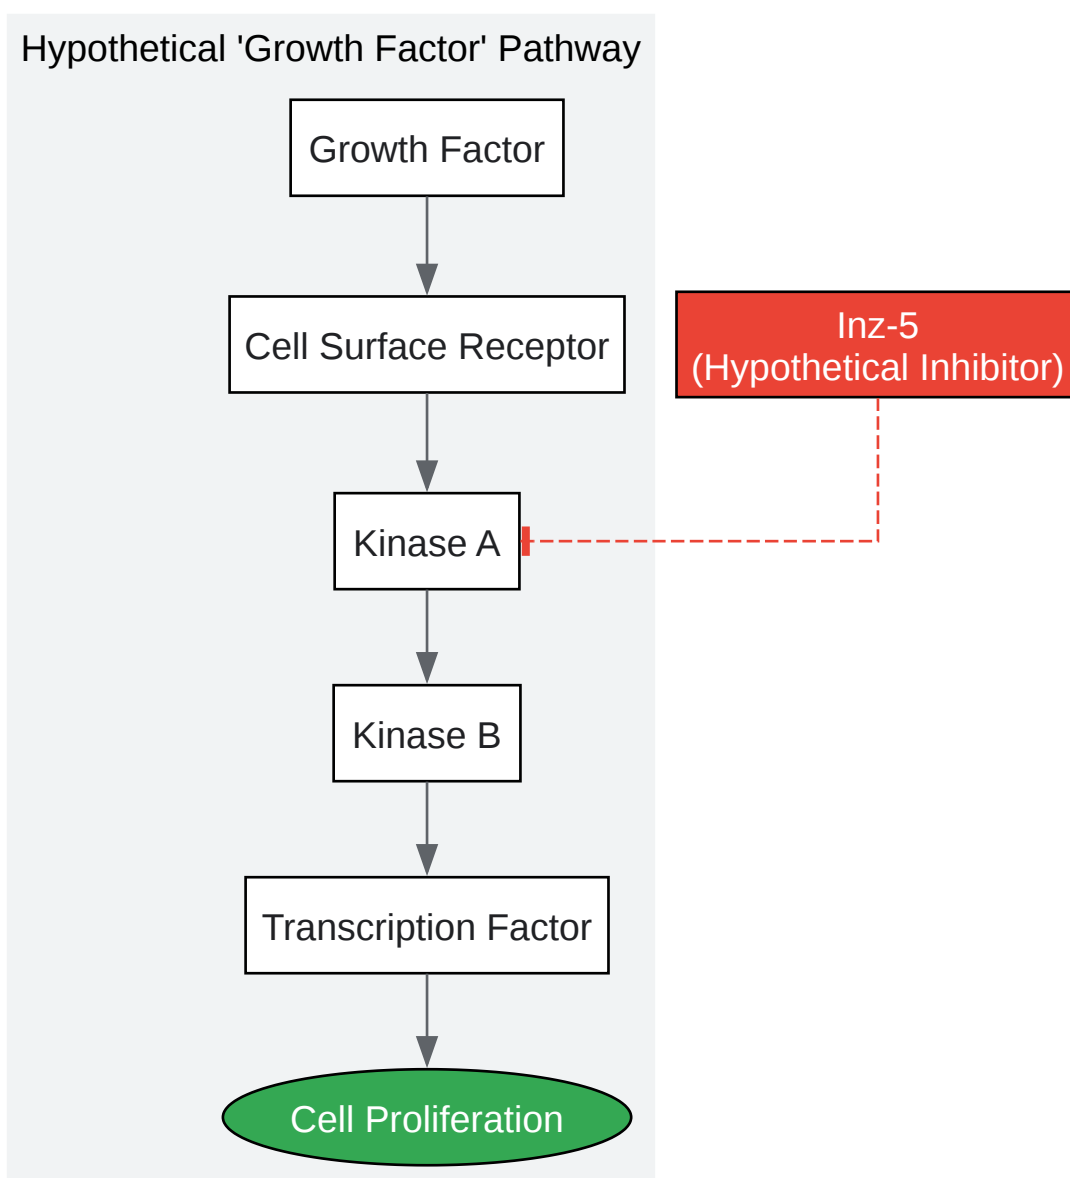 Hypothetical 'Growth Factor' Pathway
Growth Factor
Cell Surface Receptor
Inz-5
(Hypothetical Inhibitor)
Kinase A
Kinase B
Transcription Factor
Cell Proliferation